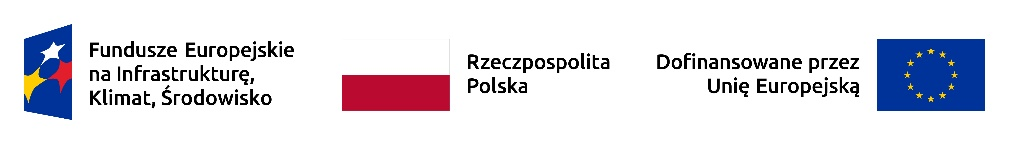 Fundusze Europejskie
na Infrastrukturę,
Klimat, Środowisko
Rzeczpospolita
Polska
Dofinansowane przez
Unię Europejską